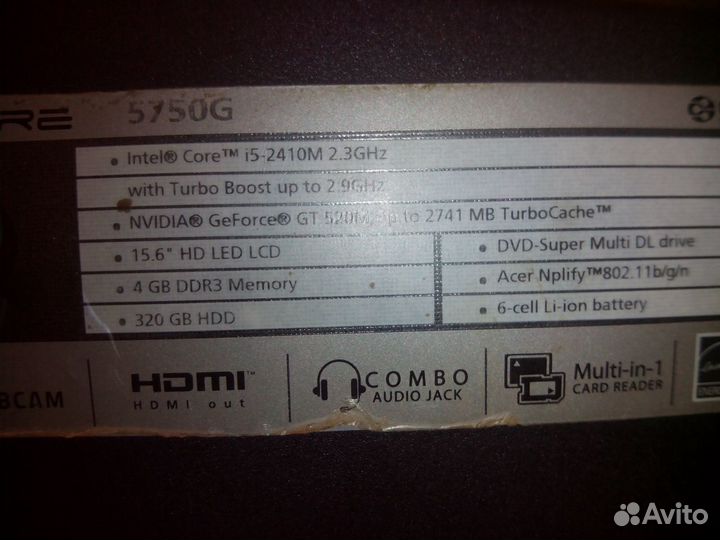 RE 5750G
• Intel® Core™ i5-2410M 2.3GHz
with Turbo Boost up to 2.9GHz
• NVIDIA® GeForce® GT 520M, up to 2741 MB TurboCache™
• 15.6" HD LED LCD
• 4 GB DDR3 Memory
• 320 GB HDD
• DVD-Super Multi DL drive
• Acer Nplify™802.11b/g/n
• 6-cell Li-ion battery
BCAM
HDMI™
HDMI out
COMBO
AUDIO JACK
Multi-in-1
CARD READER
Avito